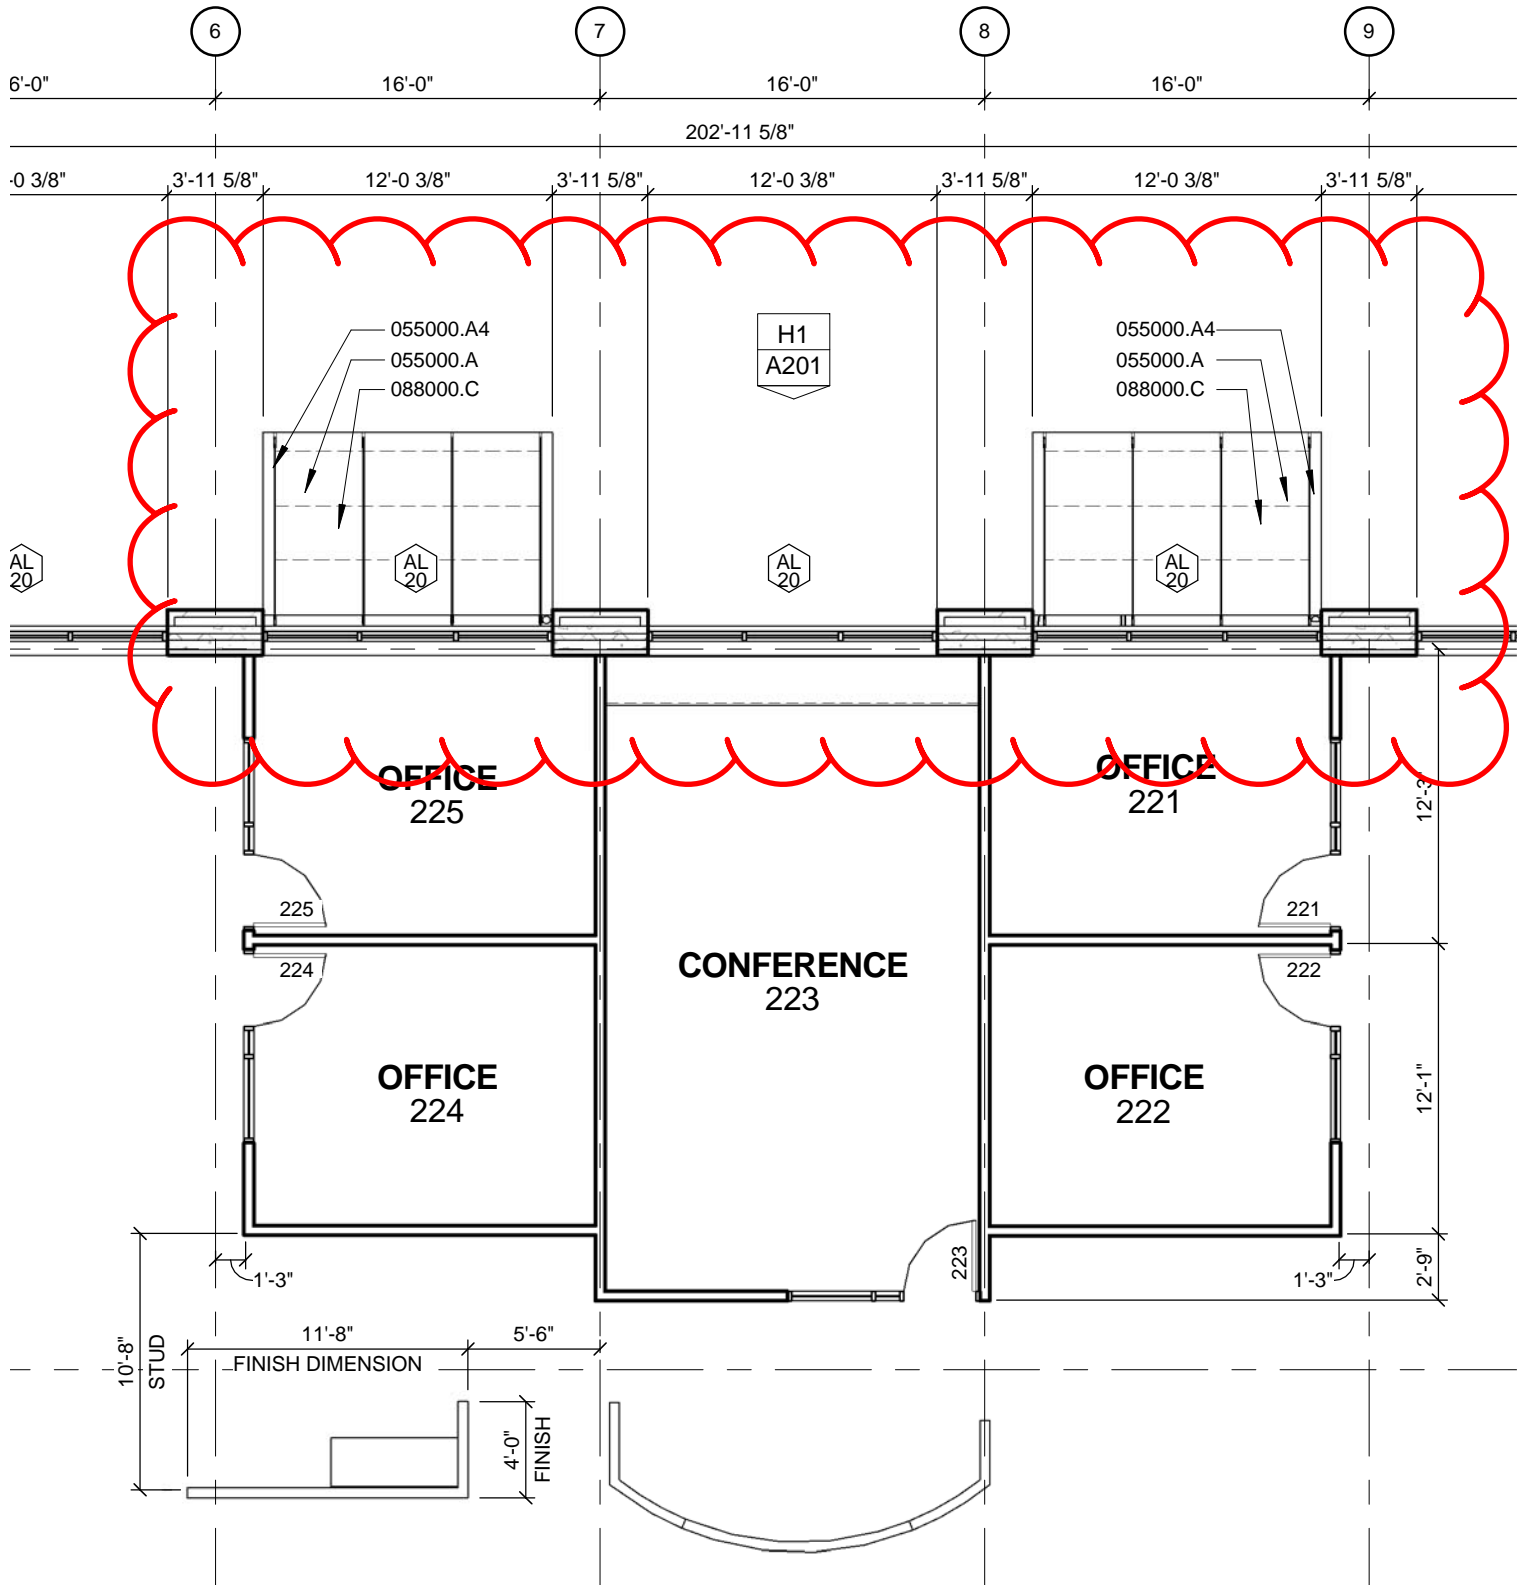 6
7
8
9
6'-0"
16'-0"
16'-0"
16'-0"
202'-11 5/8"
-0 3/8"
3'-11 5/8"
12'-0 3/8"
3'-11 5/8"
12'-0 3/8"
3'-11 5/8"
12'-0 3/8"
3'-11 5/8"
055000.A4
055000.A
088000.C
H1
A201
055000.A4
055000.A
088000.C
AL
20
AL
20
AL
20
AL
20
OFFICE
225
OFFICE
221
12'-3"
225
221
224
222
CONFERENCE
223
OFFICE
224
OFFICE
222
12'-1"
223
2'-9"
1'-3"
1'-3"
10'-8"
STUD
11'-8"
FINISH DIMENSION
5'-6"
4'-0"
FINISH